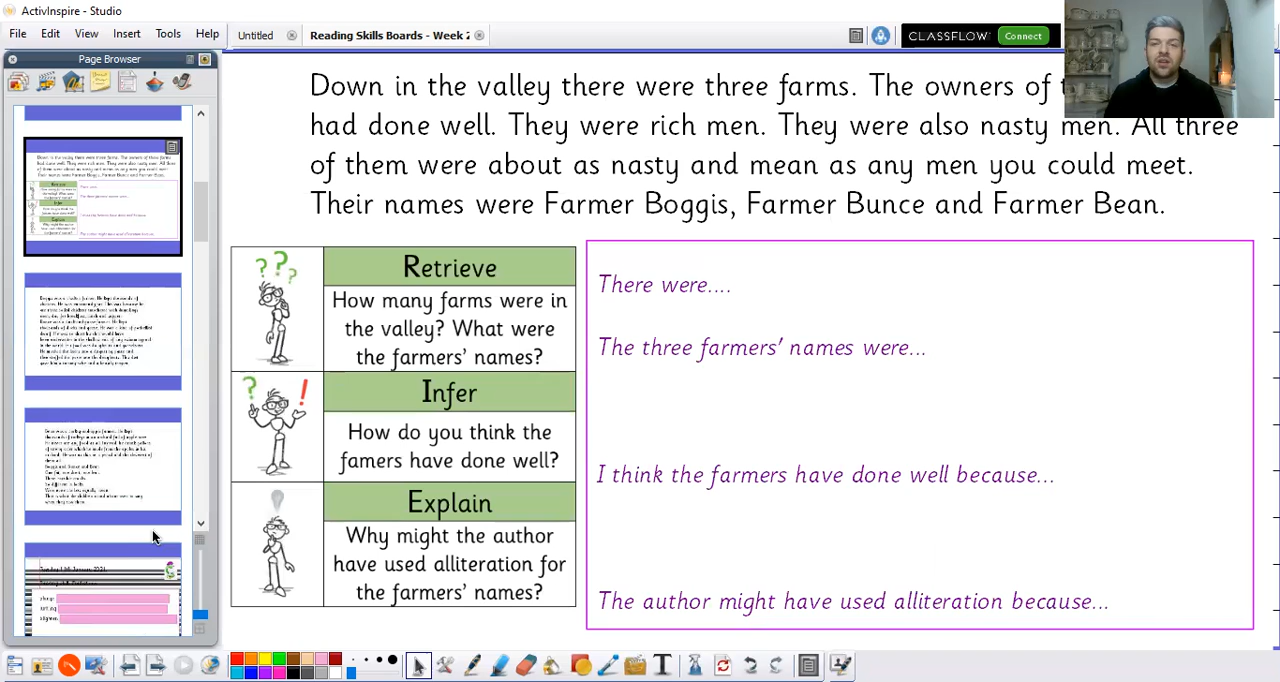 ActivInspire - Studio
File Edit View Insert Tools Help
Untitled
Reading Skills Boards - Week 2
CLASSFLOW
Connect
Page Browser
Down in the valley there were three farms. The owners of
had done well. They were rich men. They were also nasty men. All three
of them were about as nasty and mean as any men you could meet.
Their names were Farmer Boggis, Farmer Bunce and Farmer Bean.
Retrieve
How many farms were in
the valley? What were
the farmers' names?
Infer
How do you think the
famers have done well?
Explain
Why might the author
have used alliteration for
the farmers' names?
There were....
The three farmers' names were...
I think the farmers have done well because...
The author might have used alliteration because...